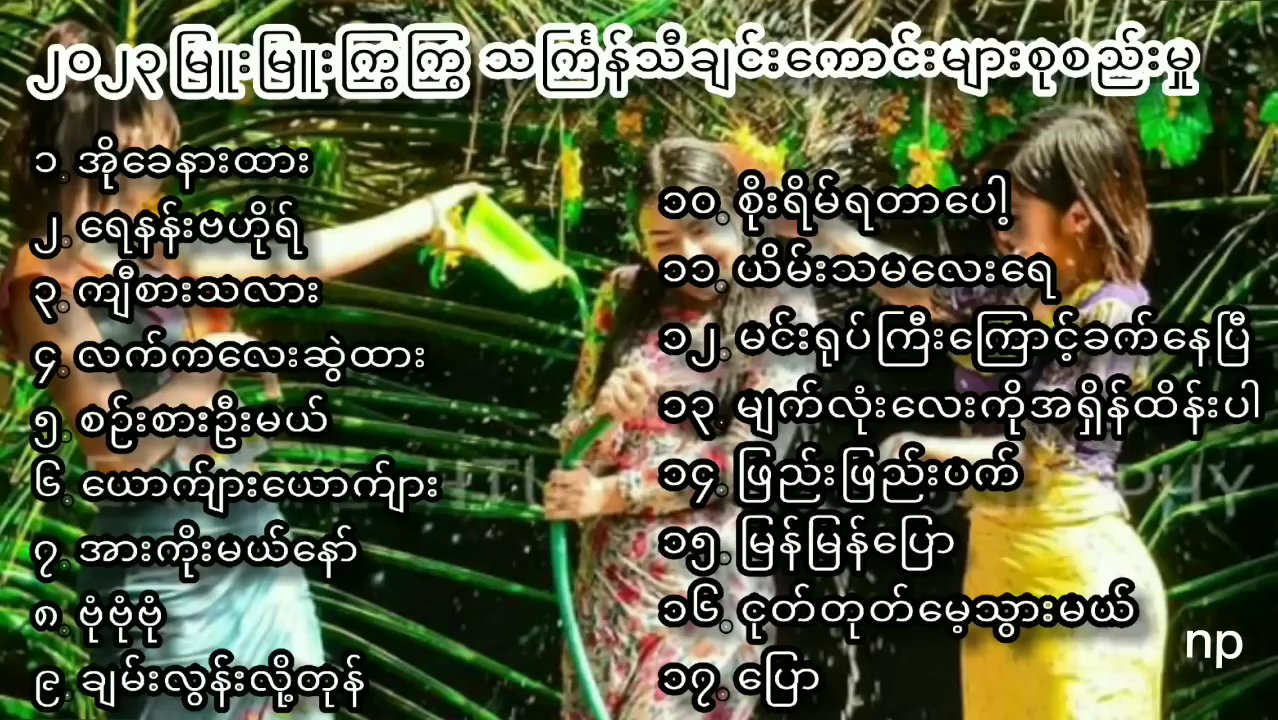 ၂၀၂၃မြူးမြူးကြွကြွ သင်္ကြန်သီချင်းကောင်းများစုစည်းမှု
၁. အိုခေနားထား
၂. ရေနန်းဗဟိုရ်
၃. ကျီစားသလား
၄. လက်ကလေးဆွဲထား
၅. စဉ်းစားဦးမယ်
၆. ယောက်ျားယောက်ျား
၇. အားကိုးမယ်နော်
၈. ဗုံဗုံဗုံ
၉. ချမ်းလွန်းလို့တုန်
၁၀. စိုးရိမ်ရတာပေါ့
၁၁. ယိမ်းသမလေးရေ
၁၂. မင်းရုပ်ကြီးကြောင့်ခက်နေပြီ
၁၃. မျက်လုံးလေးကိုအရှိန်ထိန်းပါ
၁၄. ဖြည်းဖြည်းပက်
၁၅. မြန်မြန်ပြော
၁၆. ငုတ်တုတ်မေ့သွားမယ်
၁၇. ပြော
np